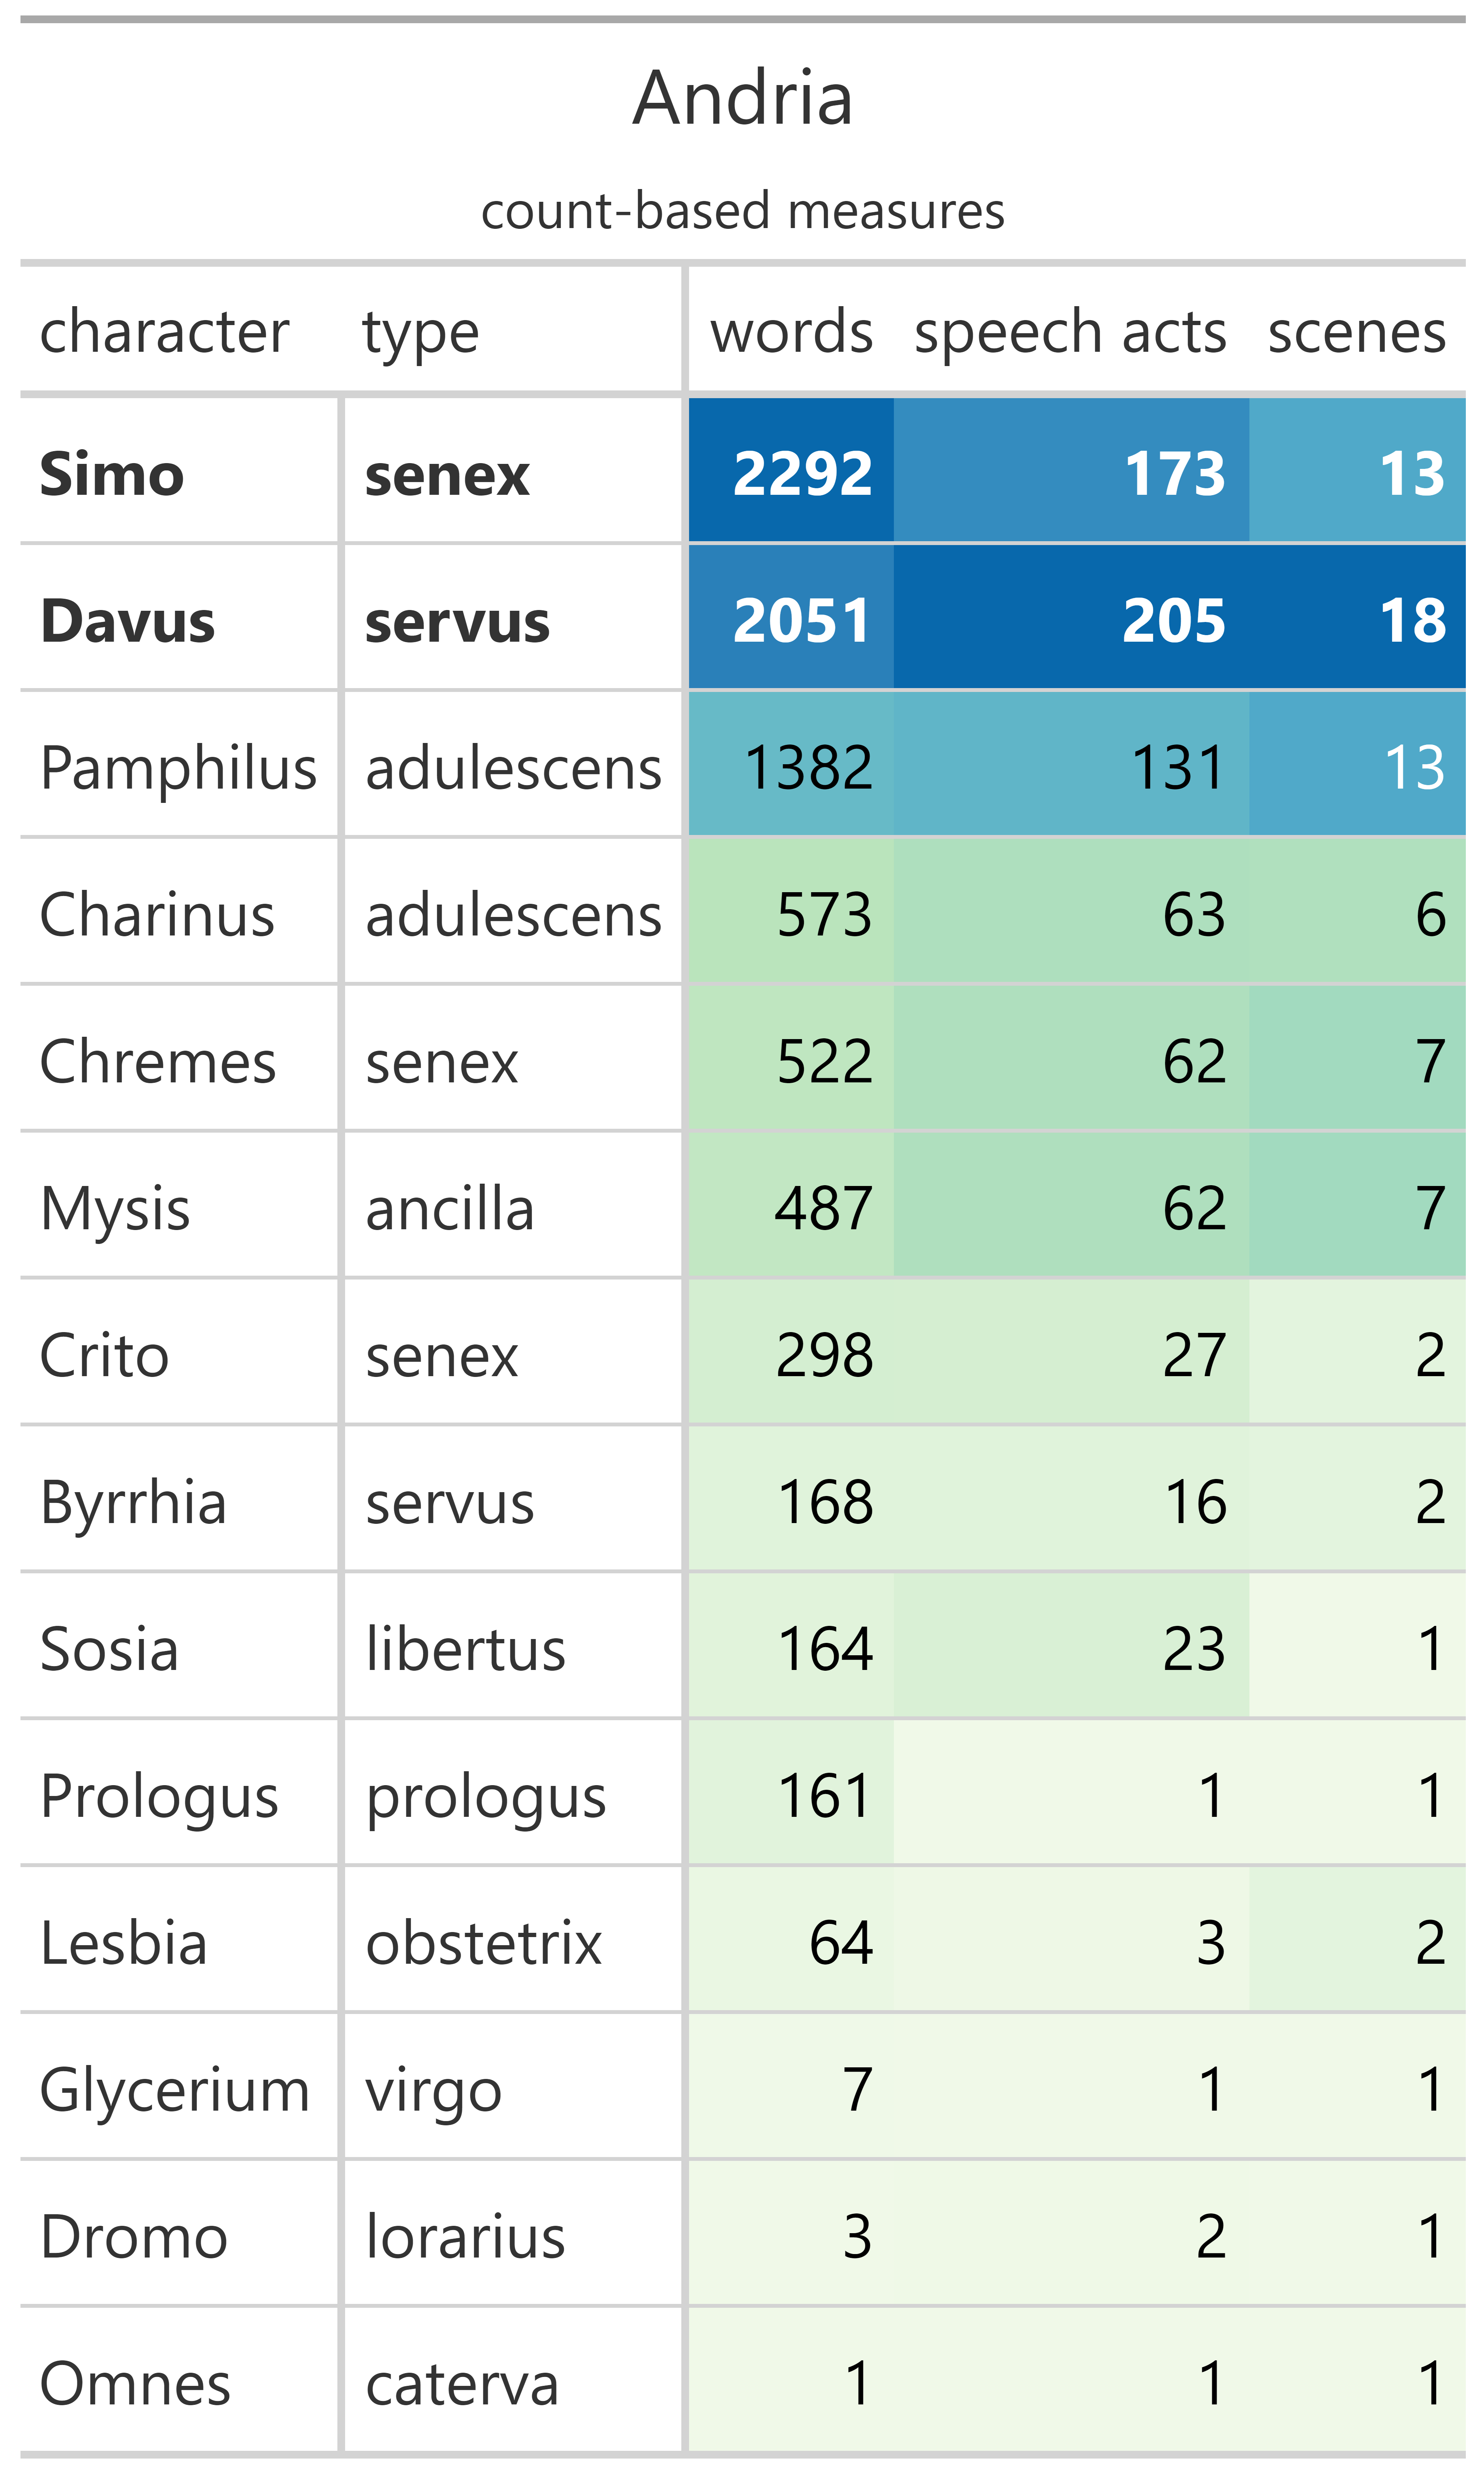 Andria
count-based measures
character type words speech acts scenes
Simo senex 2292 173 13
Davus servus 2051 205 18
Pamphilus adulescens 1382 131 13
Charinus adulescens 573 63 6
Chremes senex 522 62 7
Mysis ancilla 487 62 7
Crito senex 298 27 2
Byrrhia servus 168 16 2
Sosia libertus 164 23 1
Prologus prologus 161 1 1
Lesbia obstetrix 64 3 2
Glycerium virgo 7 1 1
Dromo lorarius 3 2 1
Omnes caterva 1 1 1